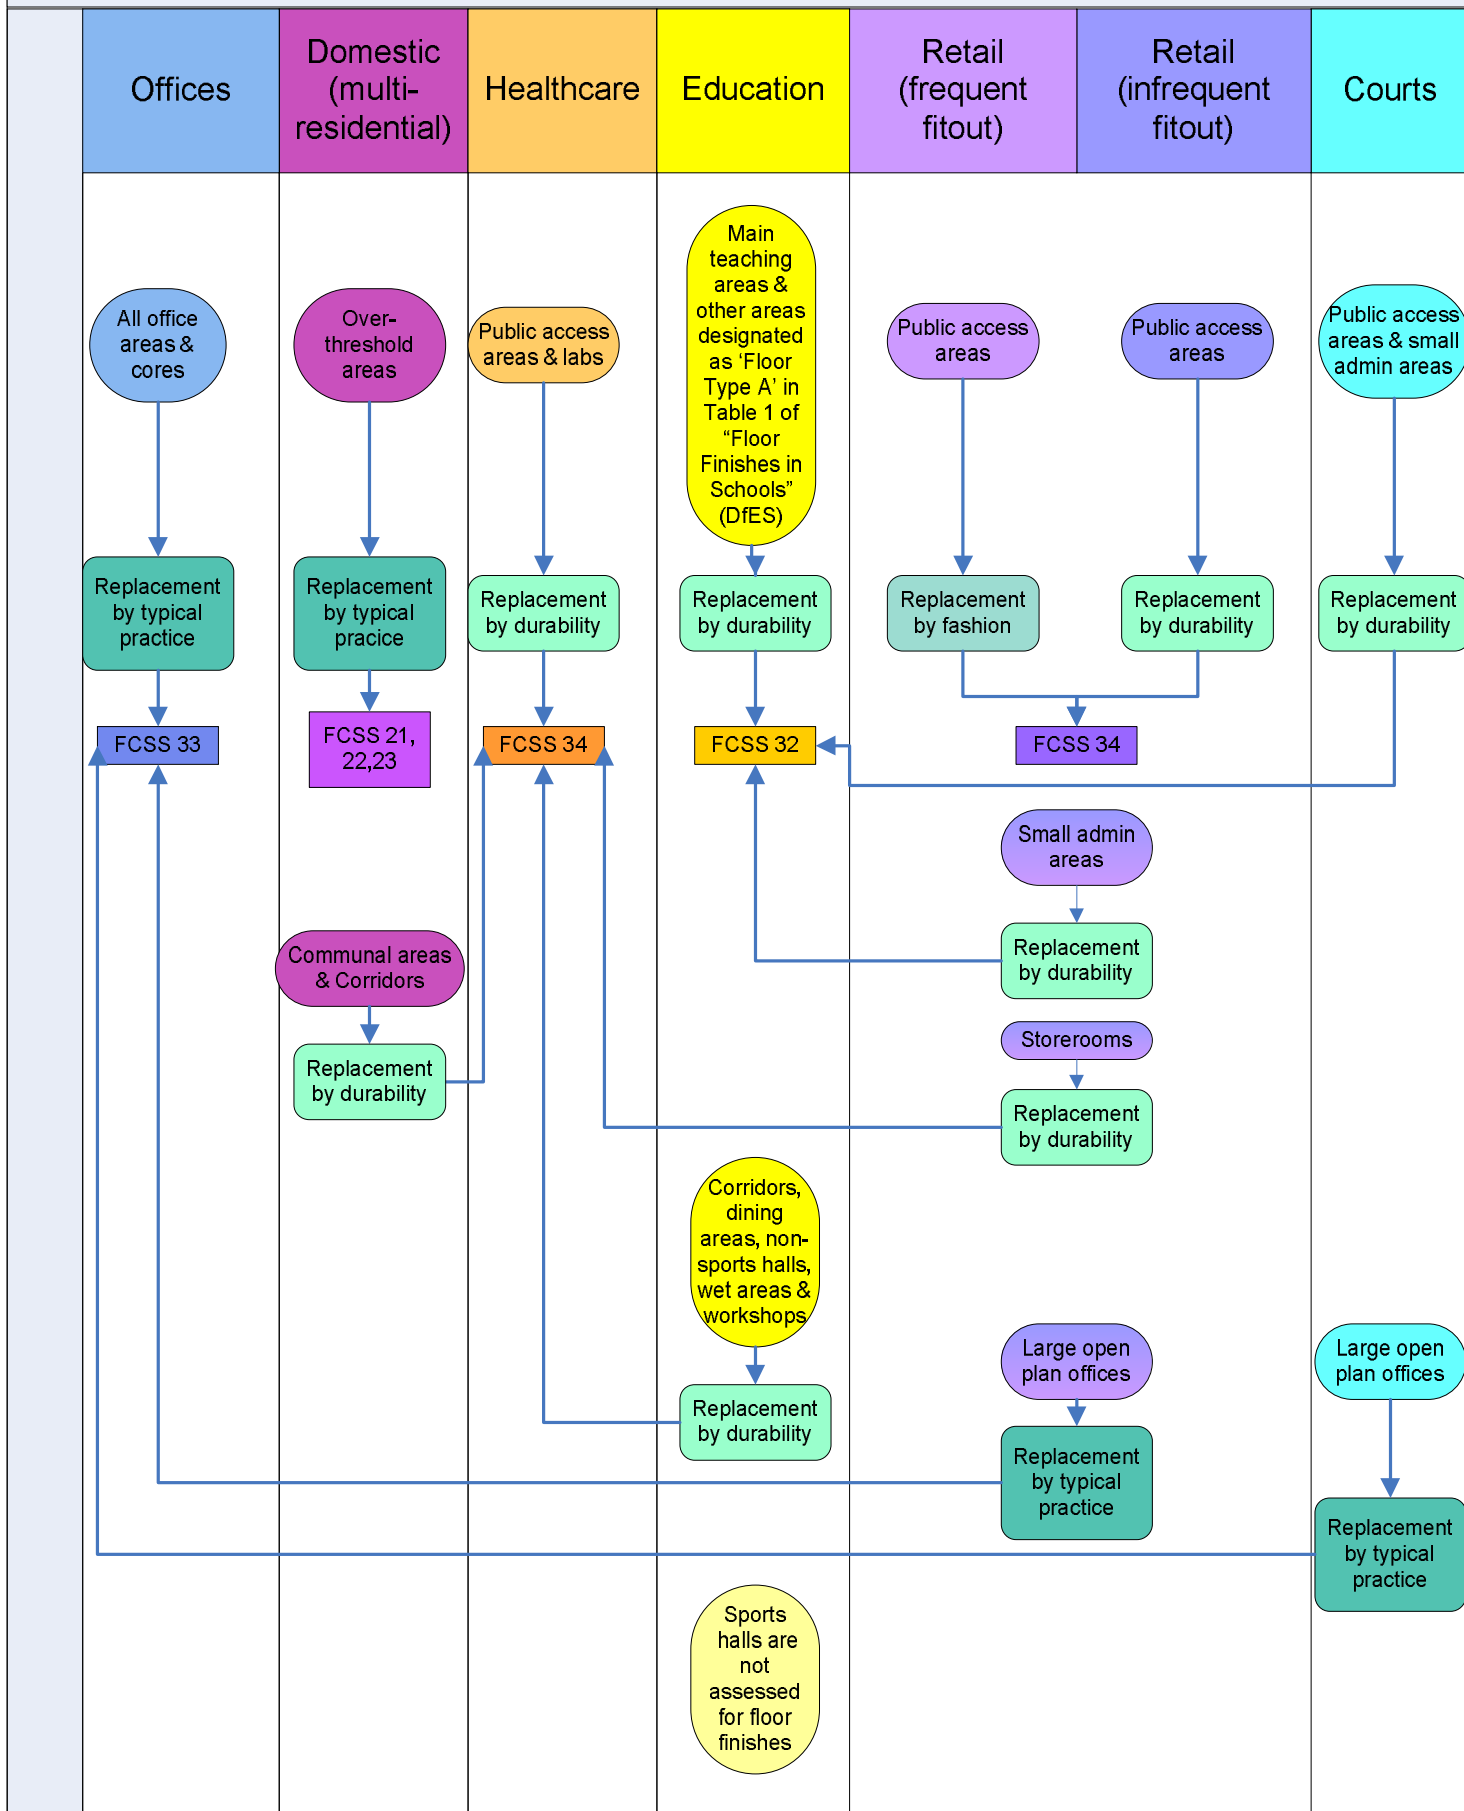 Offices
Domestic
(multi-
residential)
Healthcare
Education
Retail
(frequent
fitout)
Retail
(infrequent
fitout)
Courts
All office
areas &
cores
Over-
threshold
areas
Public access
areas & labs
Main
teaching
areas &
other areas
designated
as ‘Floor
Type A’ in
Table 1 of
“Floor
Finishes in
Schools”
(DfES)
Public access
areas
Public access
areas
Public access
areas & small
admin areas
Replacement
by typical
practice
Replacement
by typical
pracice
Replacement
by durability
Replacement
by durability
Replacement
by fashion
Replacement
by durability
Replacement
by durability
FCSS 33
FCSS 21,
22,23
FCSS 34
FCSS 32
FCSS 34
Small admin
areas
Replacement
by durability
Communal areas
& Corridors
Replacement
by durability
Storerooms
Replacement
by durability
Corridors,
dining
areas, non-
sports halls,
wet areas &
workshops
Replacement
by durability
Large open
plan offices
Replacement
by typical
practice
Large open
plan offices
Replacement
by typical
practice
Sports
halls are
not
assessed
for floor
finishes